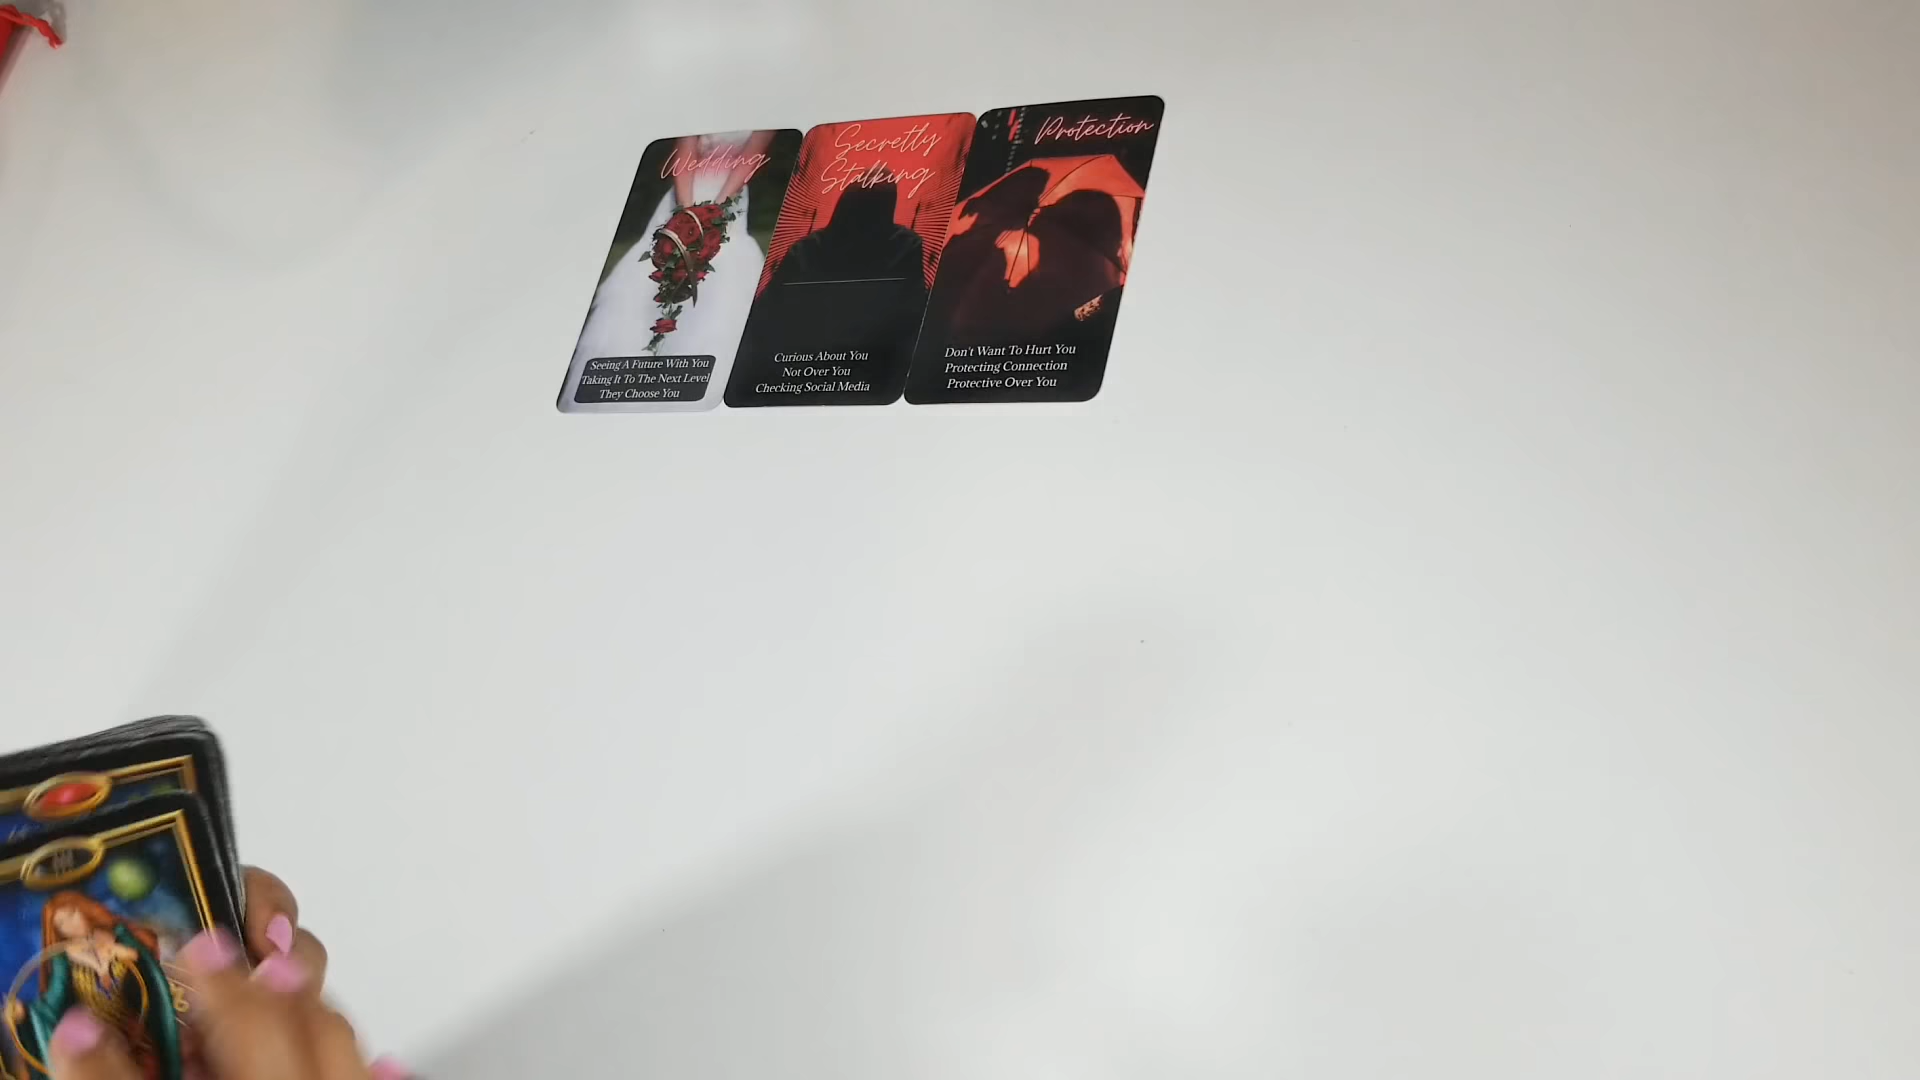 Wedding
Seeing A Future With You
Taking It To The Next Level
They Choose You
Secretly
Stalking
Curious About You
Not Over You
Checking Social Media
Protection
Don't Want To Hurt You
Protecting Connection
Protective Over You